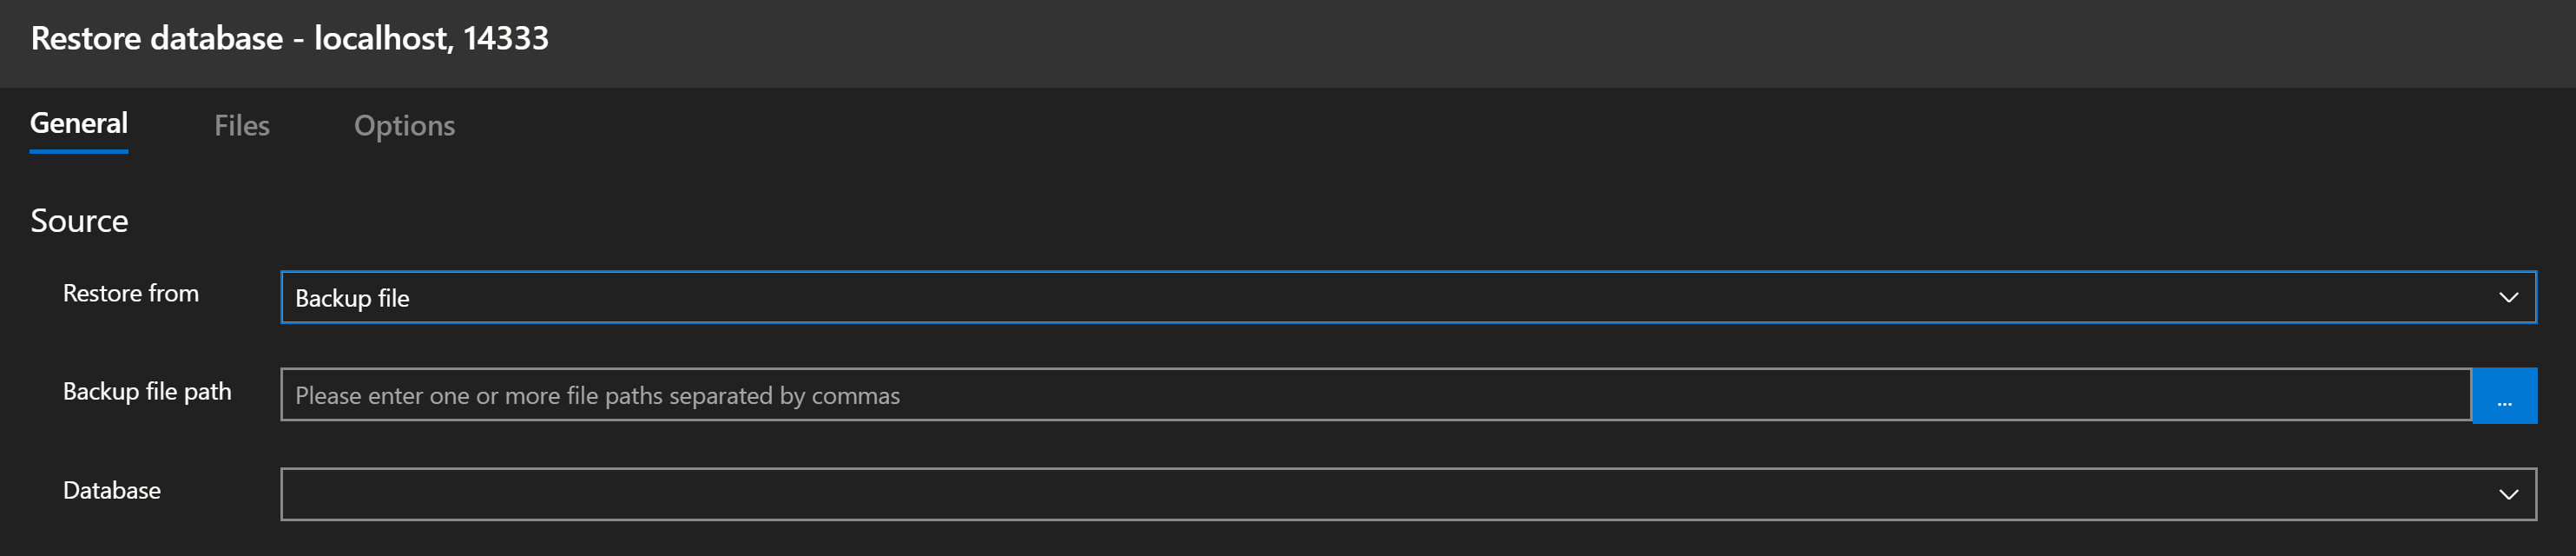 Restore database - localhost, 14333
General Files Options
Source
Restore from Backup file
Backup file path Please enter one or more file paths separated by commas ...
Database